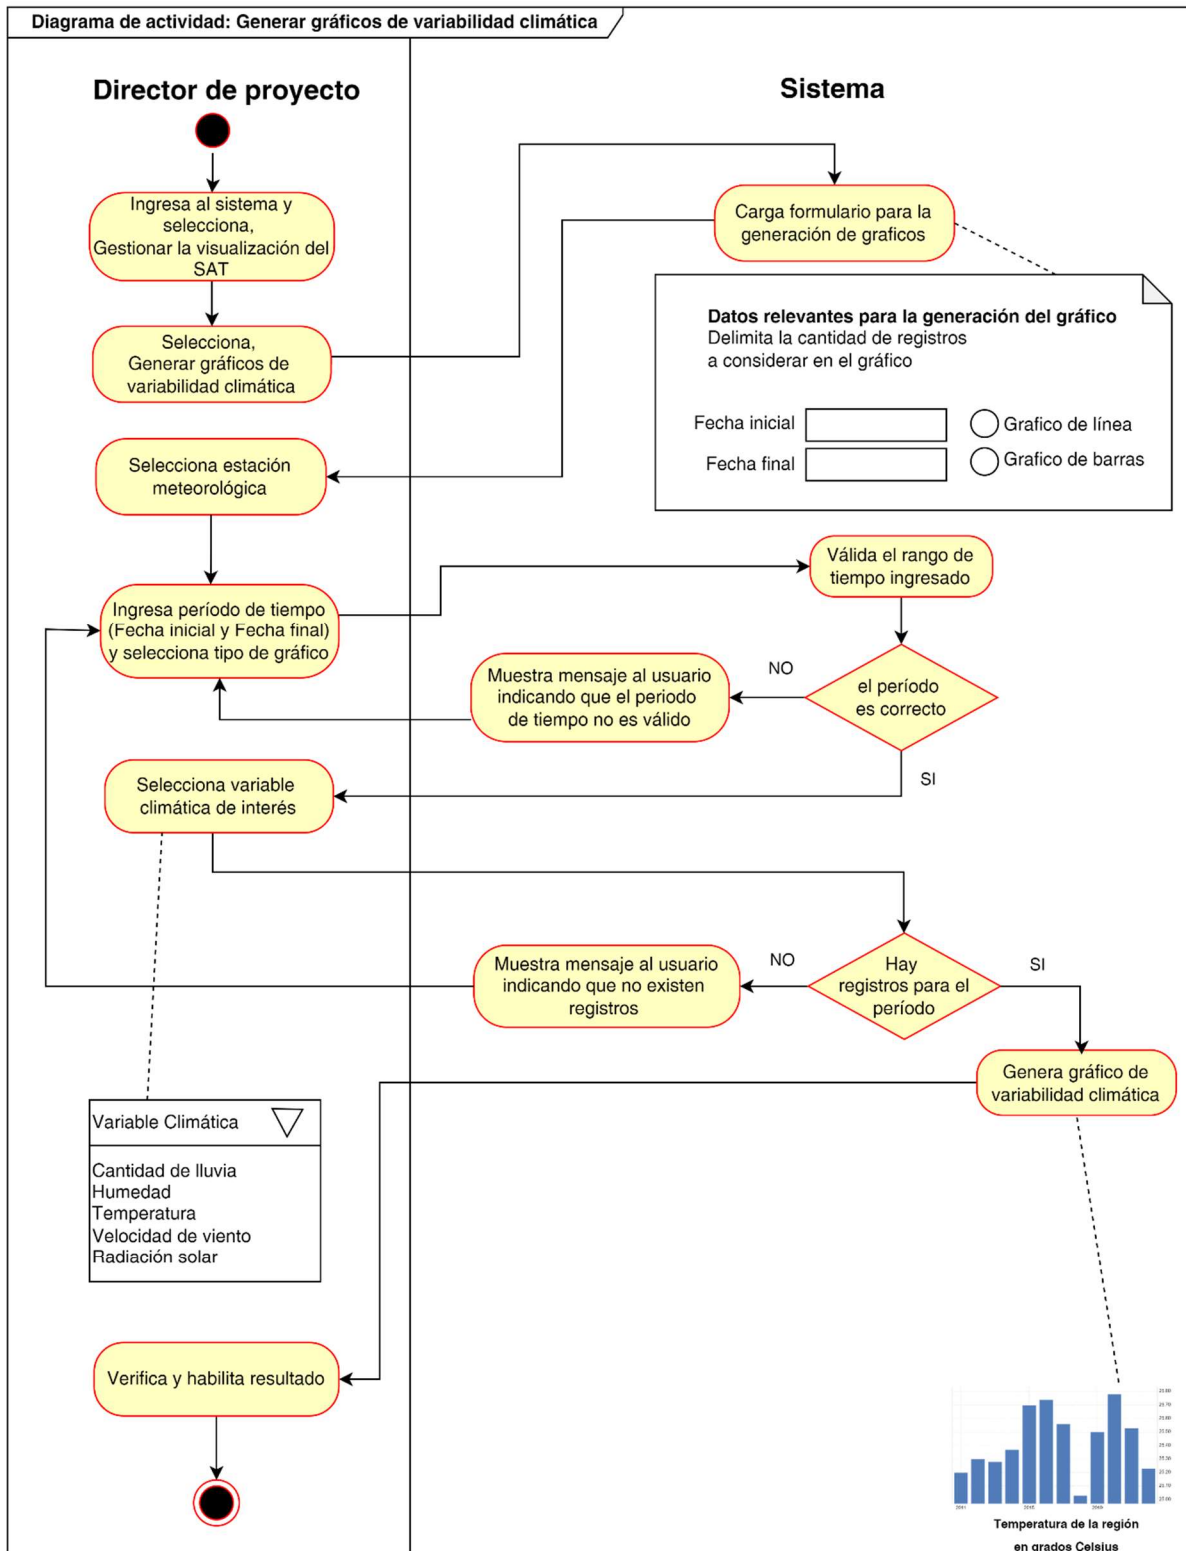 Diagrama de actividad: Generar gráficos de variabilidad climática
Director de proyecto
Sistema
Ingresa al sistema y
selecciona,
Gestionar la visualización del
SAT
Carga formulario para la
generación de graficos
Datos relevantes para la generación del gráfico
Delimita la cantidad de registros
a considerar en el gráfico
Fecha inicial
Grafico de línea
Fecha final
Grafico de barras
Selecciona,
Generar gráficos de
variabilidad climática
Selecciona estación
meteorológica
Válida el rango de
tiempo ingresado
Ingresa período de tiempo
(Fecha inicial y Fecha final)
y selecciona tipo de gráfico
el período
es correcto
NO
Muestra mensaje al usuario
indicando que el periodo
de tiempo no es válido
SI
Selecciona variable
climática de interés
Hay
registros para el
período
NO
SI
Muestra mensaje al usuario
indicando que no existen
registros
Genera gráfico de
variabilidad climática
Variable Climática
Cantidad de lluvia
Humedad
Temperatura
Velocidad de viento
Radiación solar
Verifica y habilita resultado
Temperatura de la región
en grados Celsius